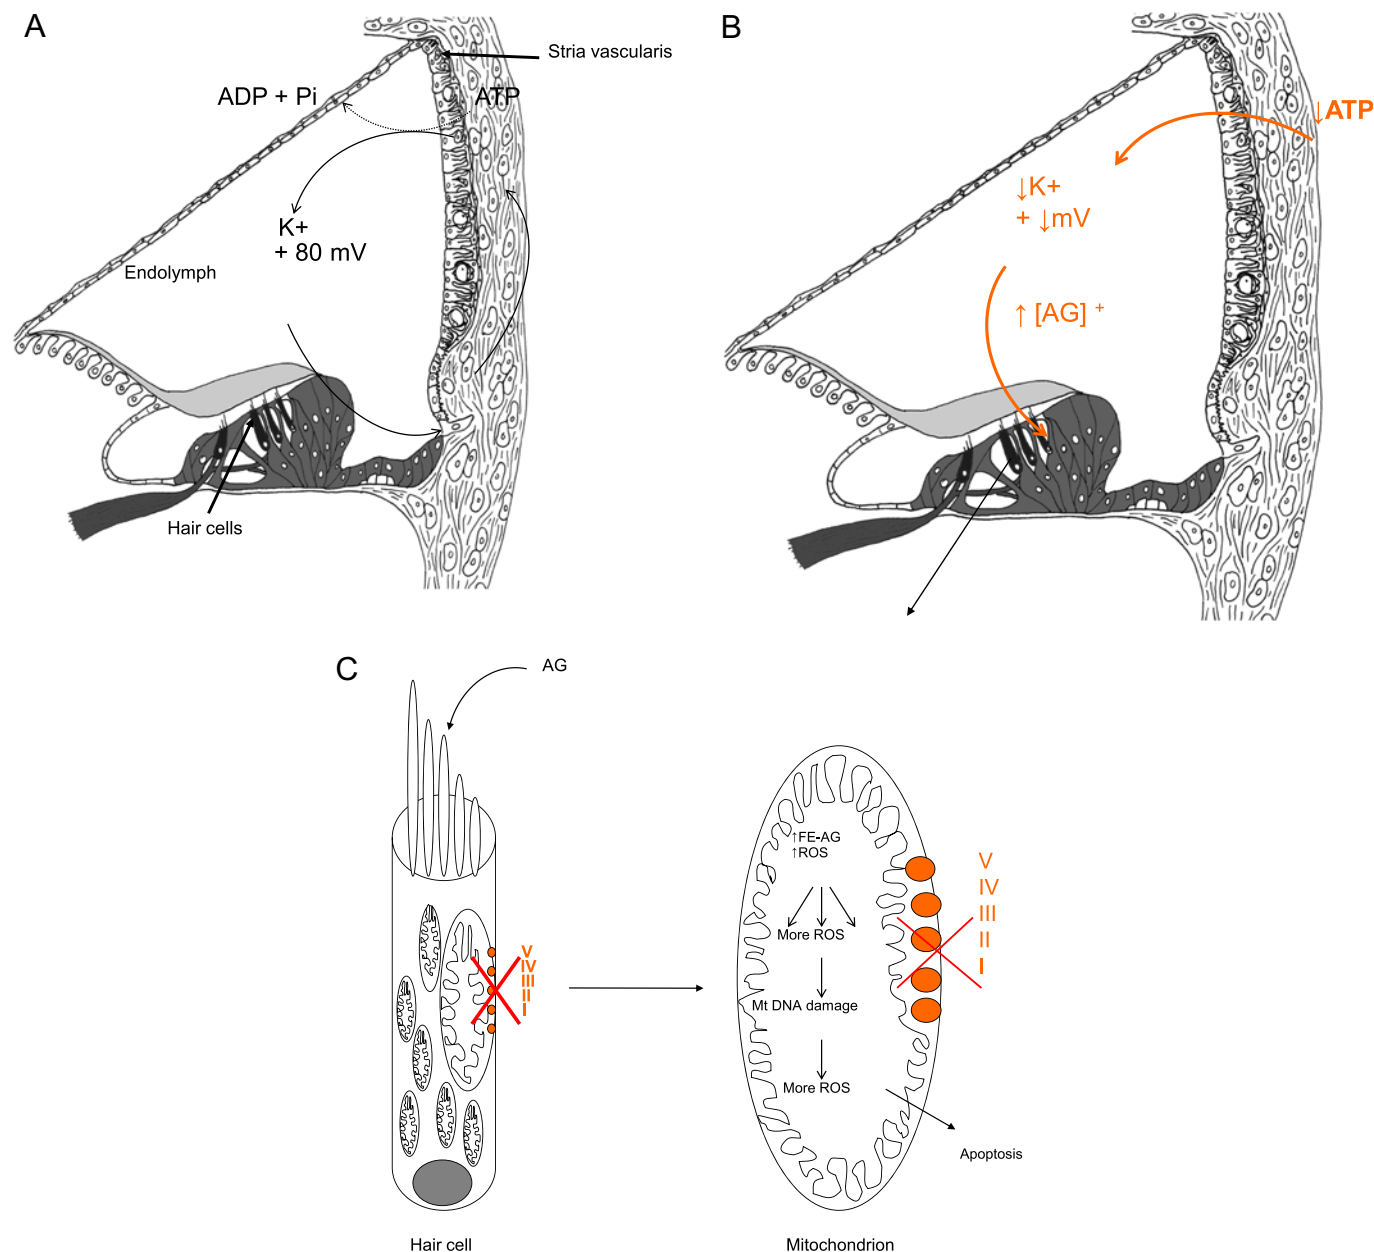 A
Stria vascularis
ADP + Pi
ATP
K+
+ 80 mV
Endolymph
Hair cells
B
↓ATP
↓K+
+ ↓mV
↑ [AG] +
C
AG
V
IV
III
II
I
Hair cell
↑FE-AG
↑ROS
More ROS
Mt DNA damage
More ROS
Apoptosis
V
IV
III
II
I
Mitochondrion